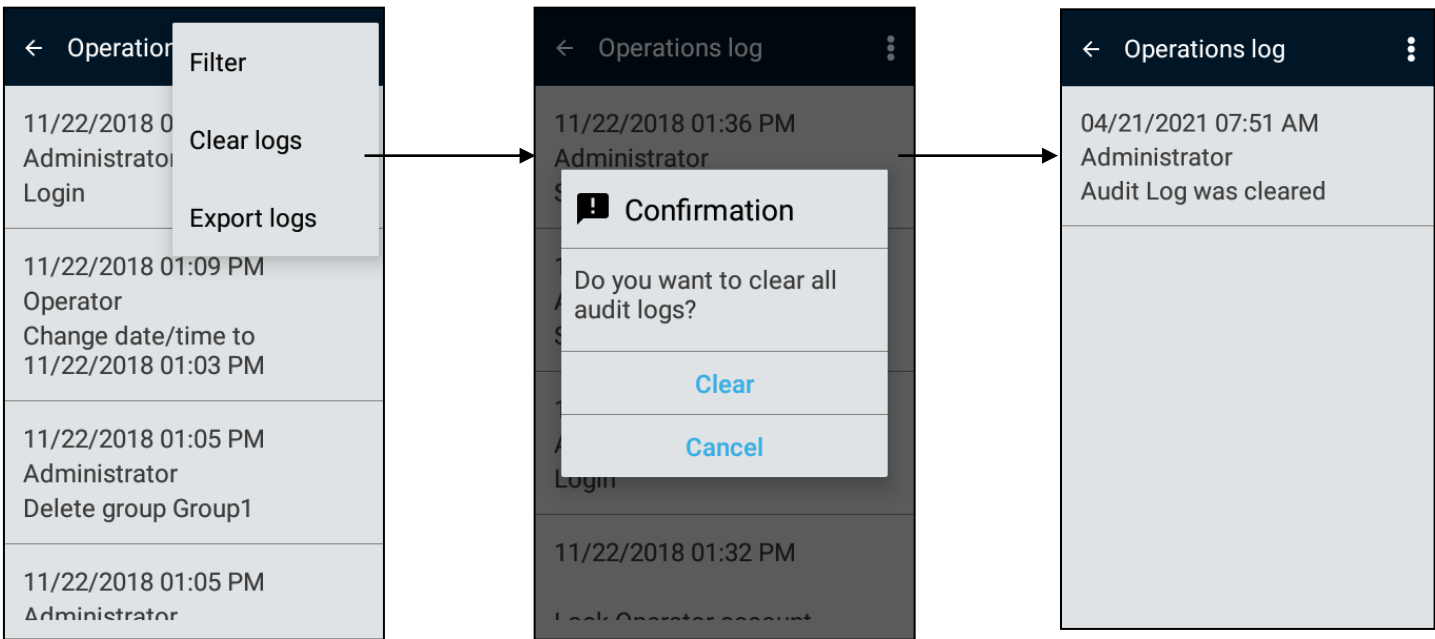 Operation
Filter
Clear logs
Export logs
11/22/2018 0
Administrator
Login
11/22/2018 01:09 PM
Operator
Change date/time to
11/22/2018 01:03 PM
11/22/2018 01:05 PM
Administrator
Delete group Group1
11/22/2018 01:05 PM
Administrator
Operations log
11/22/2018 01:36 PM
Administrator
Confirmation
Do you want to clear all
audit logs?
Clear
Cancel
Login
11/22/2018 01:32 PM
Lock Operator account
Operations log
04/21/2021 07:51 AM
Administrator
Audit Log was cleared